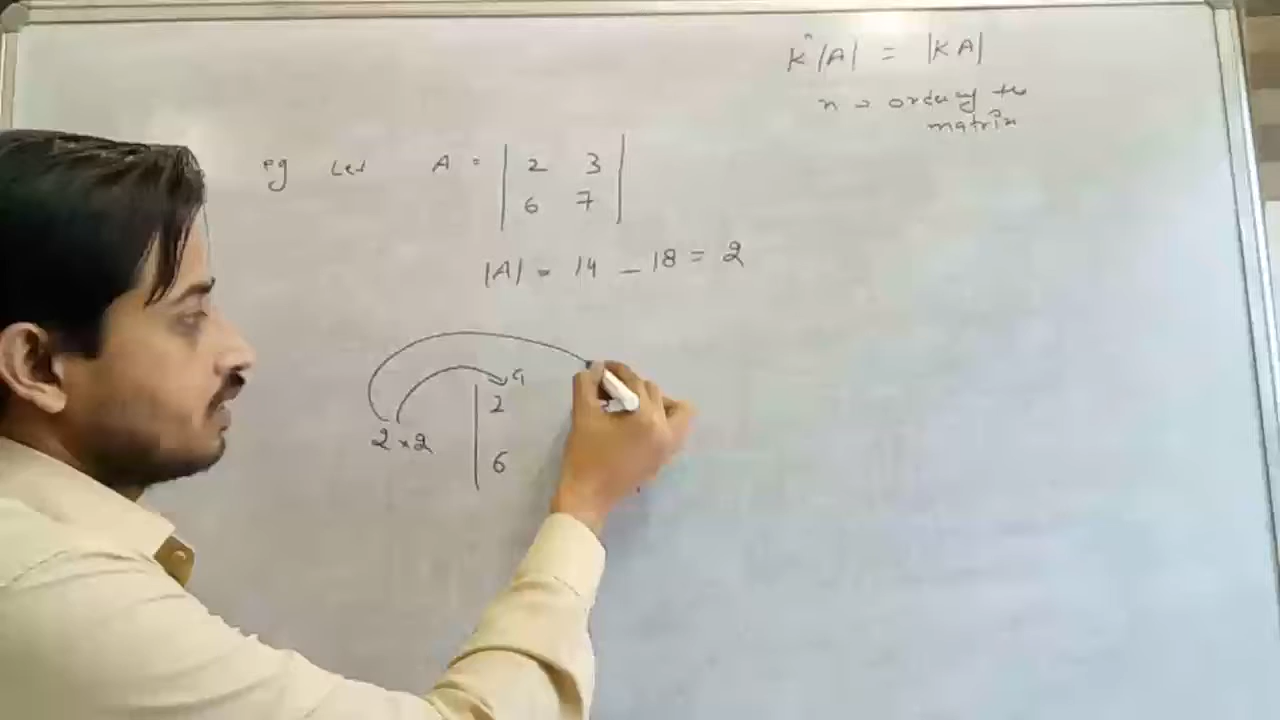 Kⁿ|A| = |KA|
n → order of the
matrix
eg Let A = | 2 3 |
| 6 7 |
|A| = 14 - 18 = 2
2
2×2
6